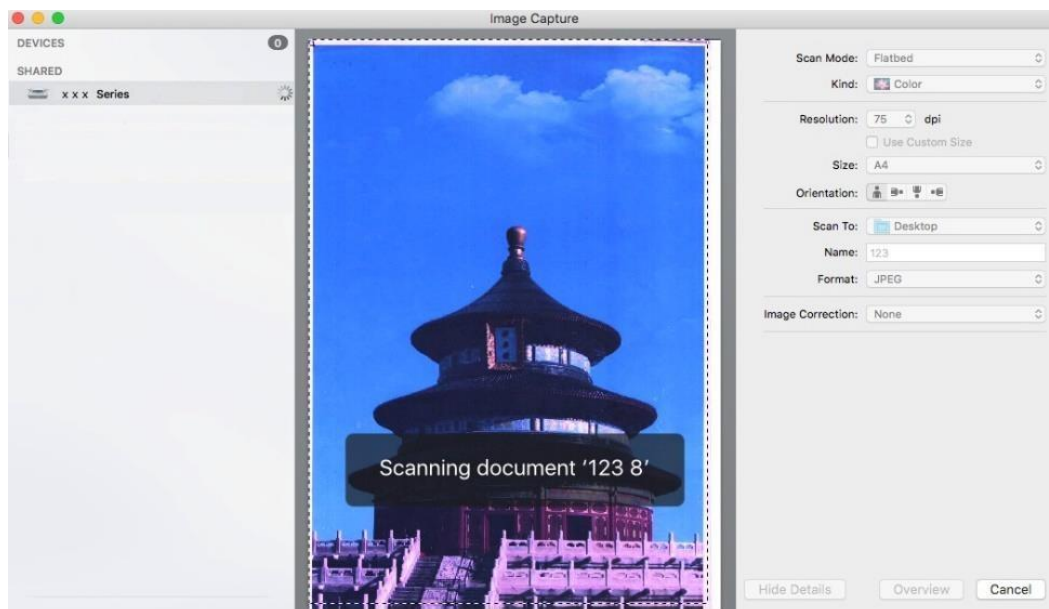 Image Capture
DEVICES 0
SHARED
x x x Series
Scanning document ‘123 8’
Scan Mode: Flatbed
Kind: Color
Resolution: 75 dpi
Use Custom Size
Size: A4
Orientation:
Scan To: Desktop
Name: 123
Format: JPEG
Image Correction: None
Hide Details Overview Cancel